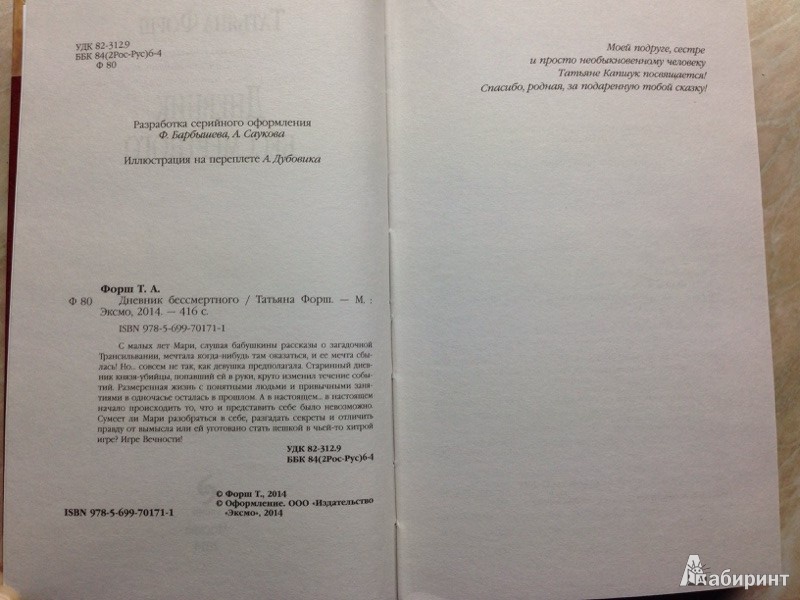 УДК 82-312.9
ББК 84(2Рос-Рус)6-4
Ф 80
Разработка серийного оформления
Ф. Барбышева, А. Саукова
Иллюстрация на переплете А. Дубовика
Форш Т. А.
Ф 80 Дневник бессмертного / Татьяна Форш. — М. :
Эксмо, 2014. — 416 с.
ISBN 978-5-699-70171-1
С малых лет Мари, слушая бабушкины рассказы о загадочной
Трансильвании, мечтала когда-нибудь там оказаться, и ее мечта сбы-
лась! Но... совсем не так, как девушка предполагала. Старинный днев-
ник князя-убийцы, попавший ей в руки, круто изменил течение собы-
тий. Размеренная жизнь с понятными людьми и привычными заня-
тиями в одночасье осталась в прошлом. А в настоящем... в настоящем
начало происходить то, что и представить себе было невозможно.
Сумеет ли Мари разобраться в себе, разгадать секреты и отличить
правду от вымысла или ей уготовано стать пешкой в чьей-то хитрой
игре? Игре Вечности!
УДК 82-312.9
ББК 84(2Рос-Рус)6-4
© Форш Т., 2014
© Оформление. ООО «Издательство
«Эксмо», 2014
ISBN 978-5-699-70171-1
Моей подруге, сестре
и просто необыкновенному человеку
Татьяне Капшук посвящается!
Спасибо, родная, за подаренную тобой сказку!
Лабиринт